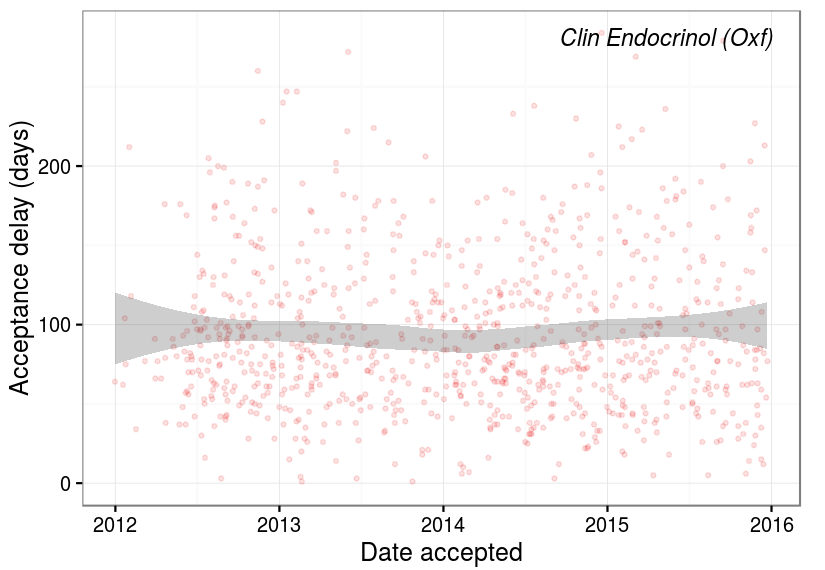 Clin Endocrinol (Oxf)
Acceptance delay (days)
200
100
0
2012 2013 2014 2015 2016
Date accepted